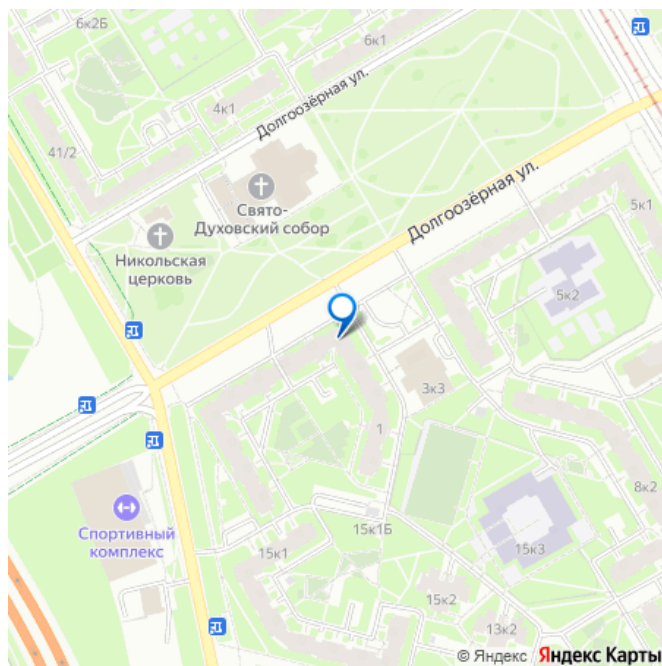 6к2Б
6к1
Долгоозёрная ул.
4к1
41/2
Свято-
Духовский собор
Долгоозёрная ул.
Никольская
церковь
5к1
5к2
3к3
1
8к2
Спортивный
комплекс
15к1Б
15к1
15к3
15к2
13к2
© Яндекс Яндекс Карты